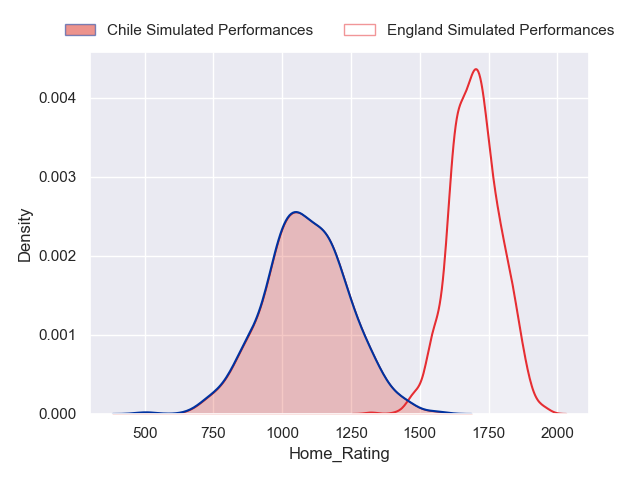 Chile Simulated Performances England Simulated Performances
0.004
0.003
0.002
0.001
0.000
Density
500 750 1000 1250 1500 1750 2000
Home_Rating